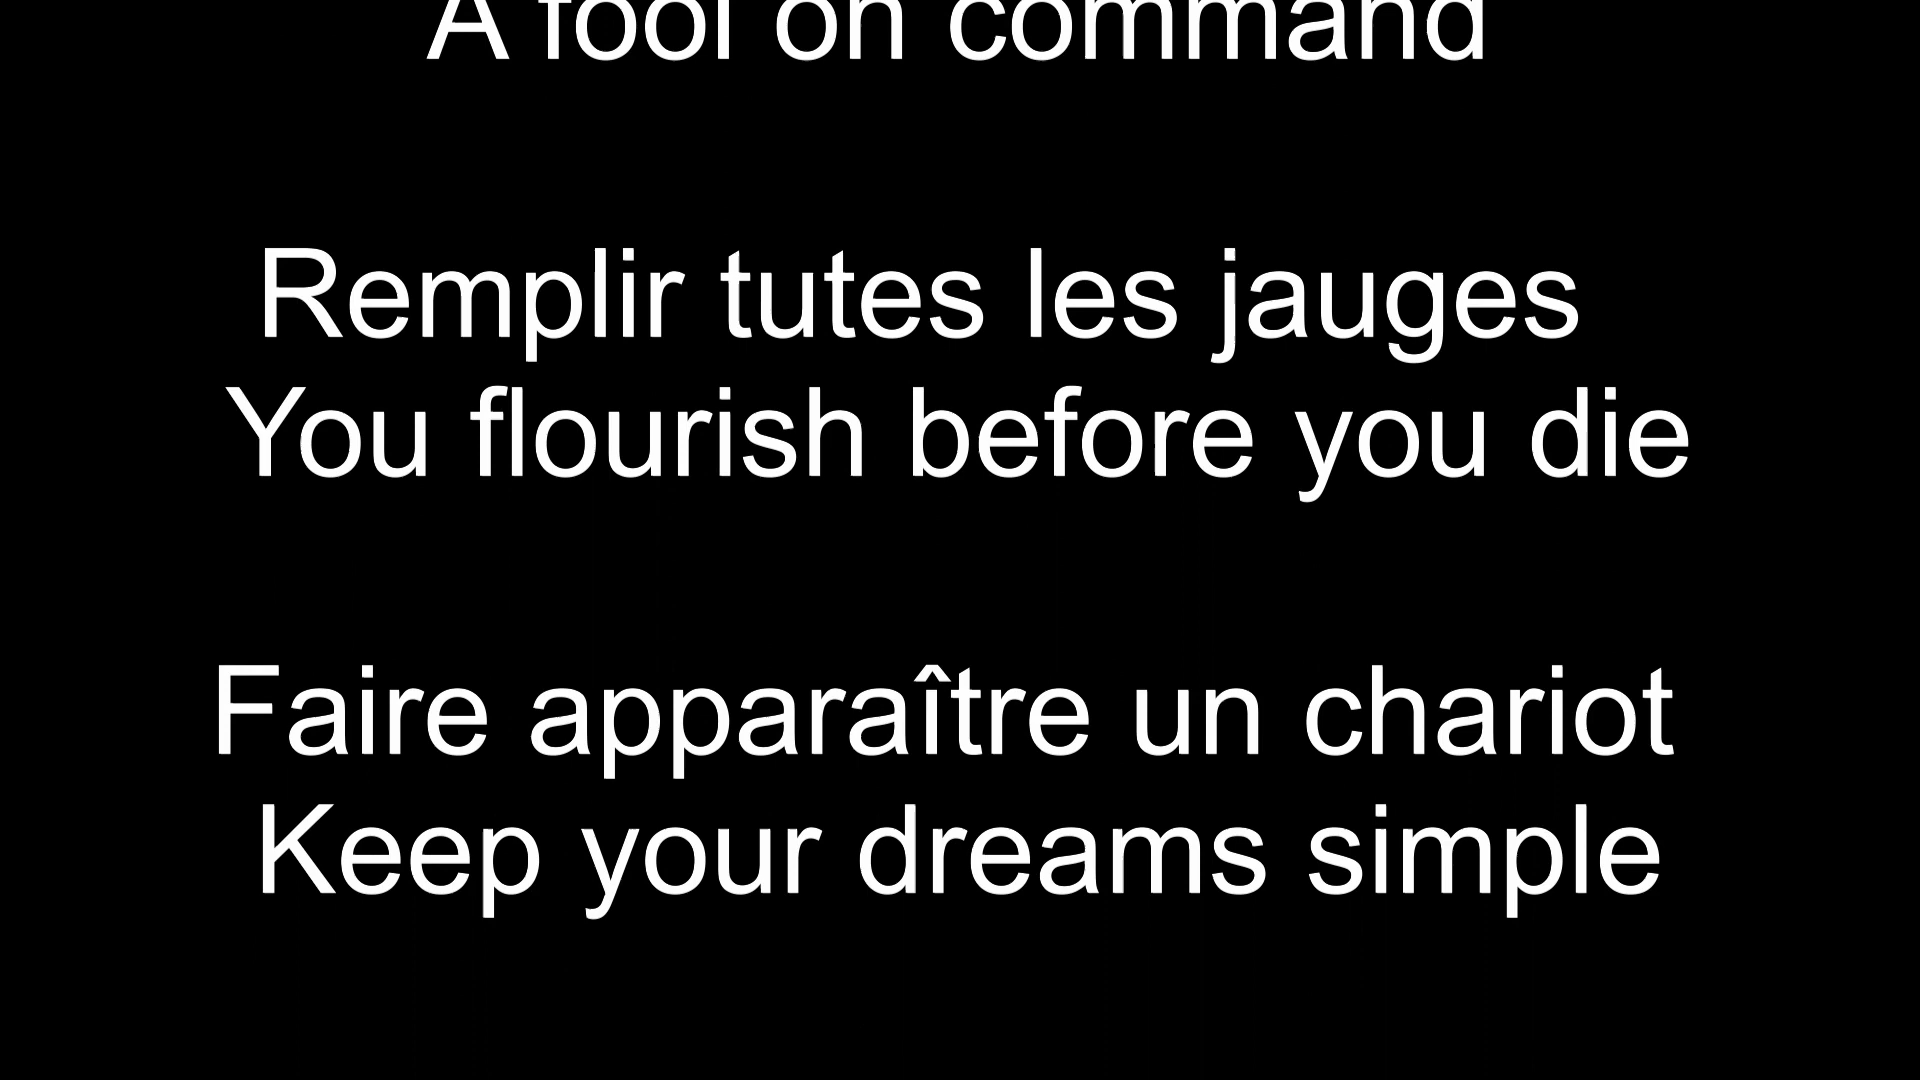 A fool on command
Remplir tutes les jauges
You flourish before you die
Faire apparaître un chariot
Keep your dreams simple